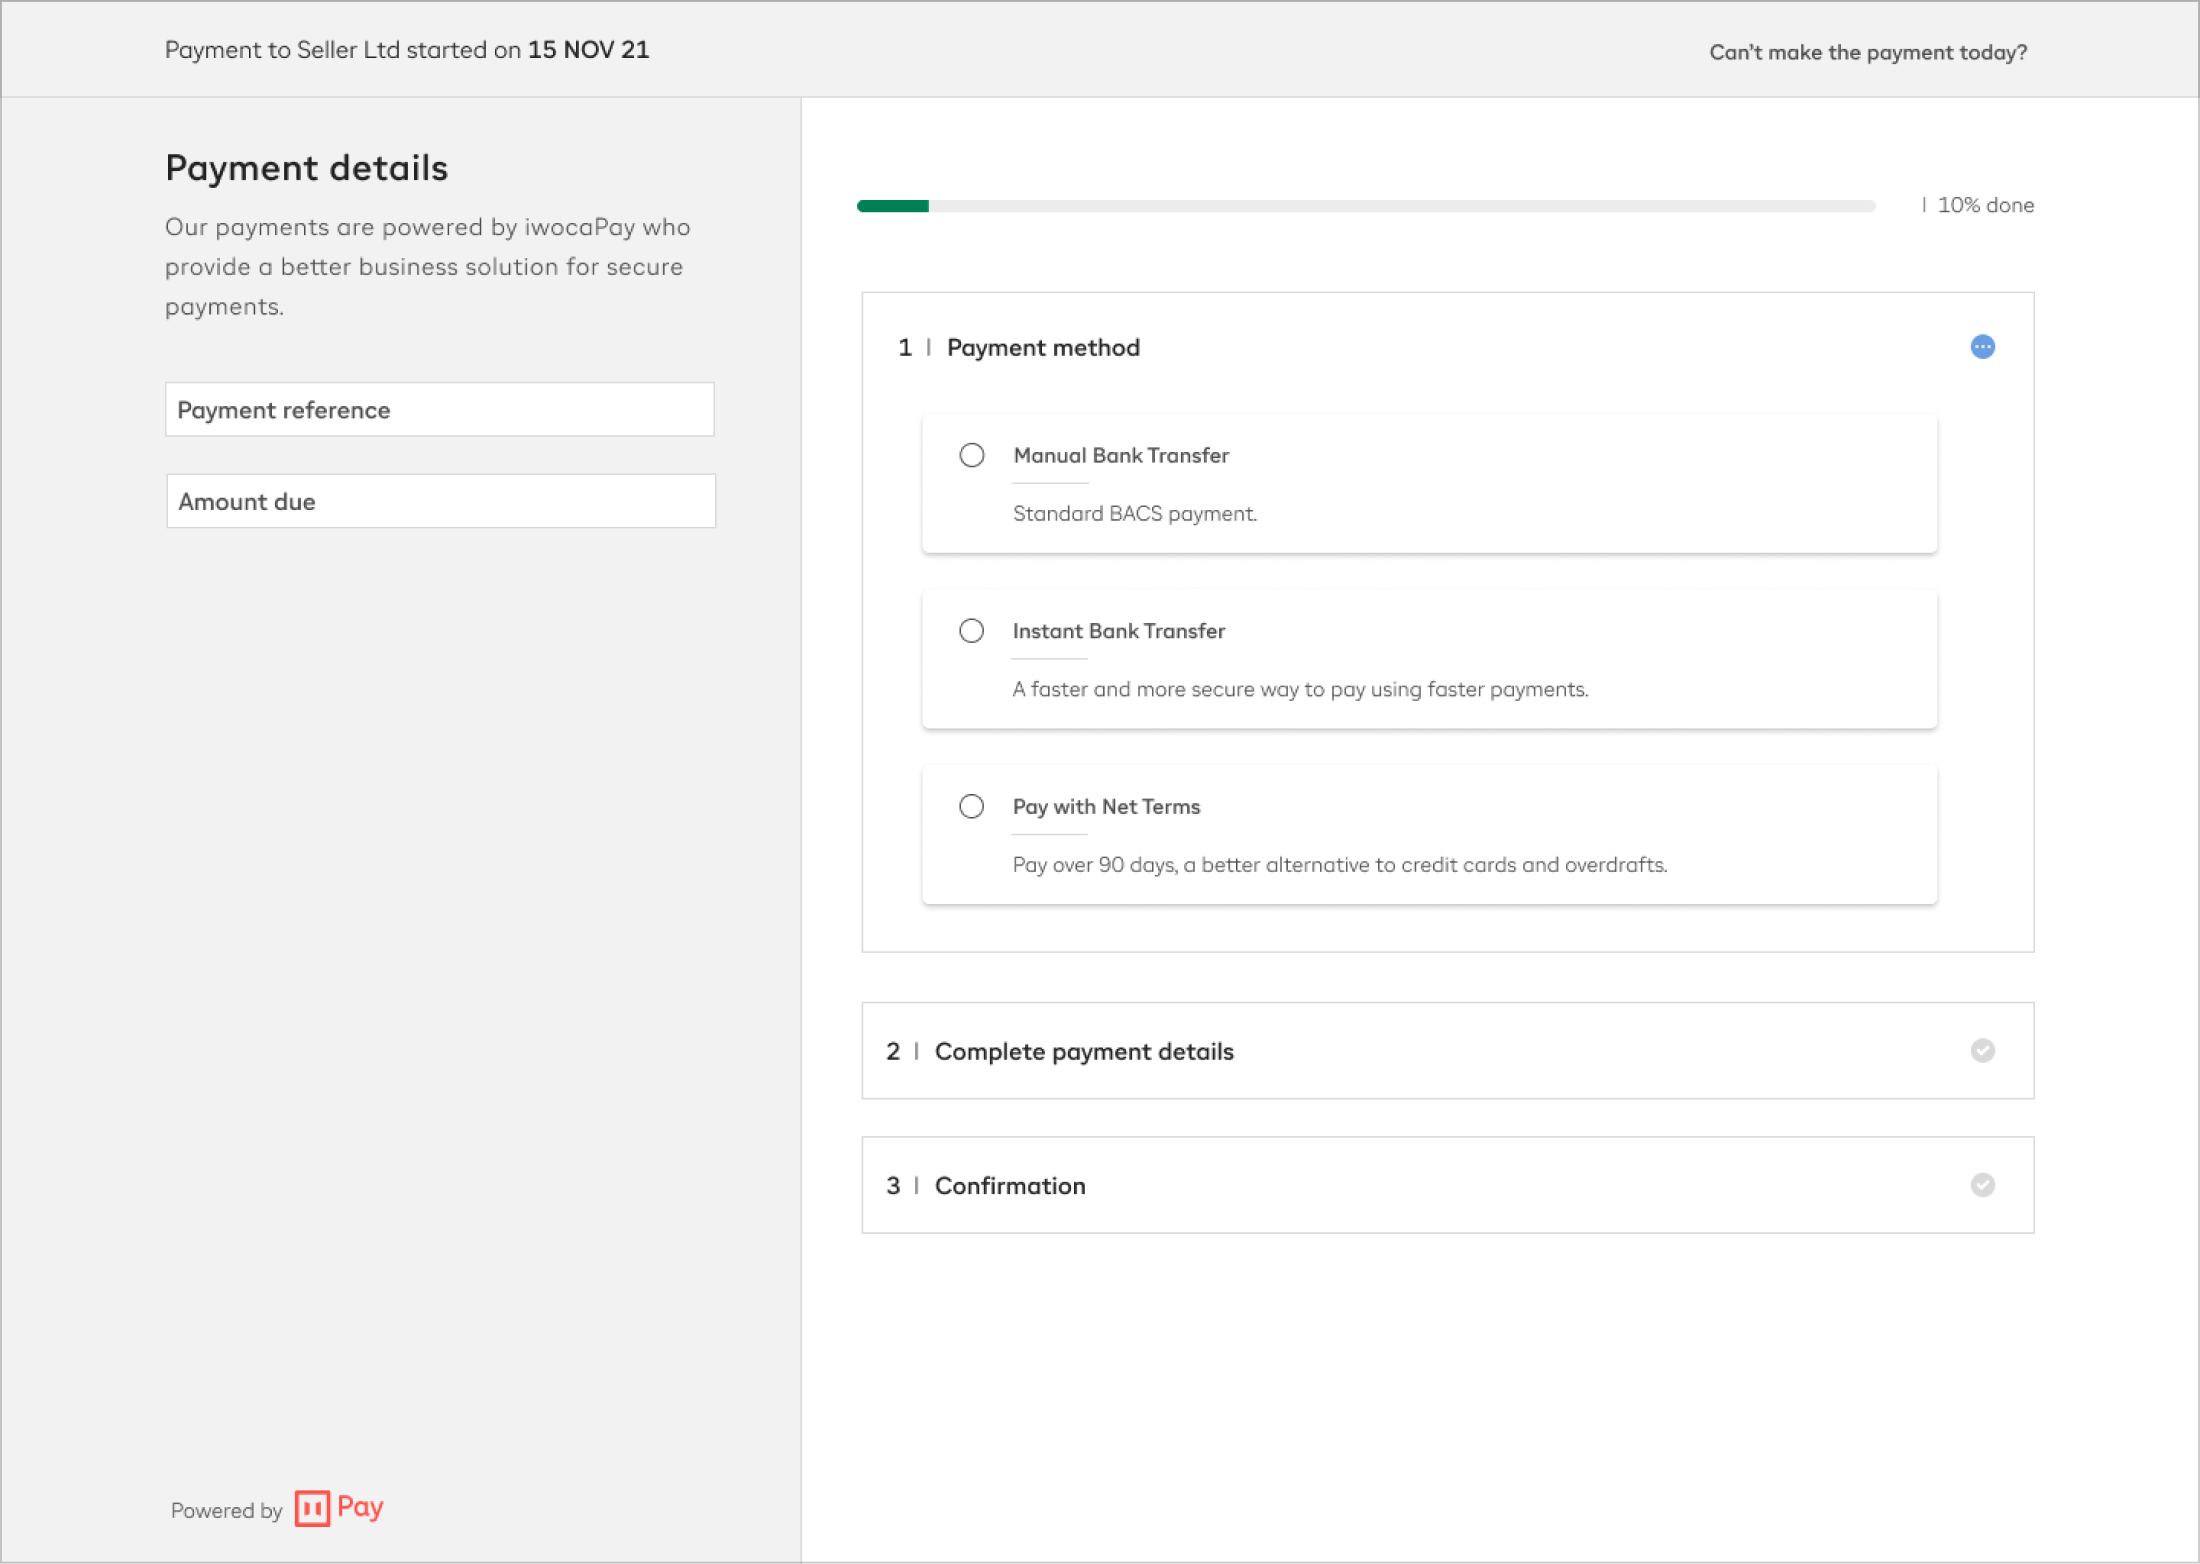 Payment to Seller Ltd started on 15 NOV 21
Can't make the payment today?
Payment details
Our payments are powered by iwocaPay who
provide a better business solution for secure
payments.
Payment reference
Amount due
Powered by Pay
| 10% done
1 | Payment method
Manual Bank Transfer
Standard BACS payment.
Instant Bank Transfer
A faster and more secure way to pay using faster payments.
Pay with Net Terms
Pay over 90 days, a better alternative to credit cards and overdrafts.
2 | Complete payment details
3 | Confirmation